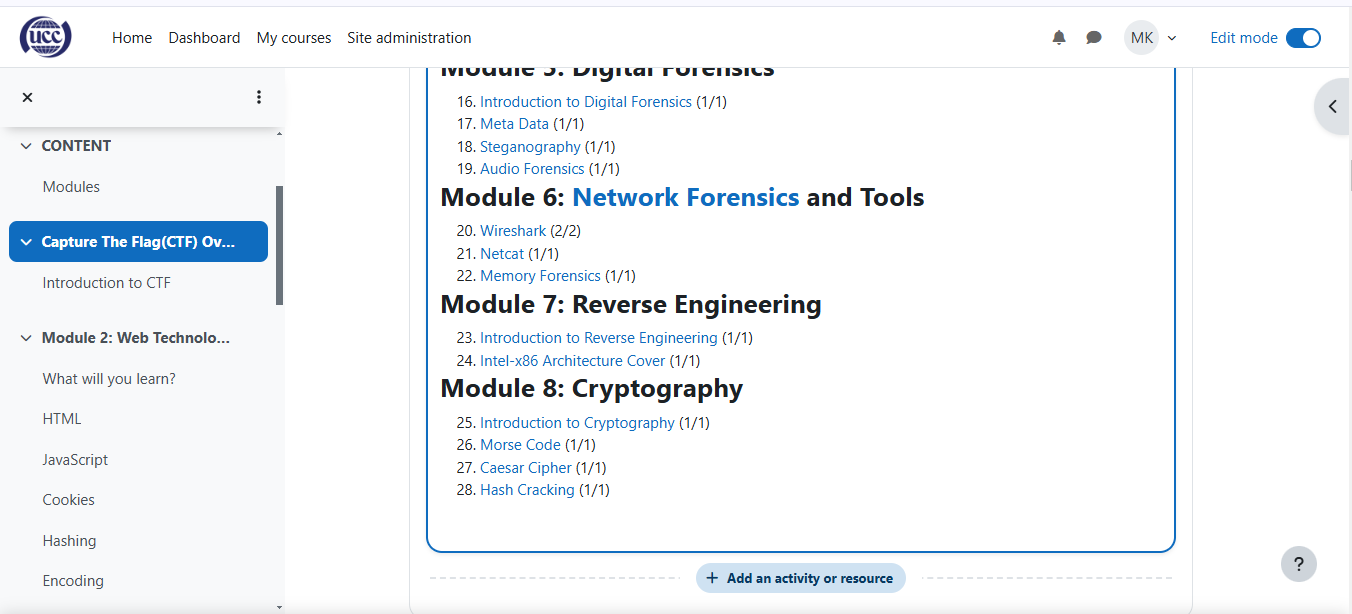 ucc
Home Dashboard My courses Site administration
MK
Edit mode
CONTENT
Modules
Capture The Flag(CTF) Ov...
Introduction to CTF
Module 2: Web Technolo...
What will you learn?
HTML
JavaScript
Cookies
Hashing
Encoding
Module 5: Digital Forensics
16. Introduction to Digital Forensics (1/1)
17. Meta Data (1/1)
18. Steganography (1/1)
19. Audio Forensics (1/1)
Module 6: Network Forensics and Tools
20. Wireshark (2/2)
21. Netcat (1/1)
22. Memory Forensics (1/1)
Module 7: Reverse Engineering
23. Introduction to Reverse Engineering (1/1)
24. Intel-x86 Architecture Cover (1/1)
Module 8: Cryptography
25. Introduction to Cryptography (1/1)
26. Morse Code (1/1)
27. Caesar Cipher (1/1)
28. Hash Cracking (1/1)
+ Add an activity or resource
?